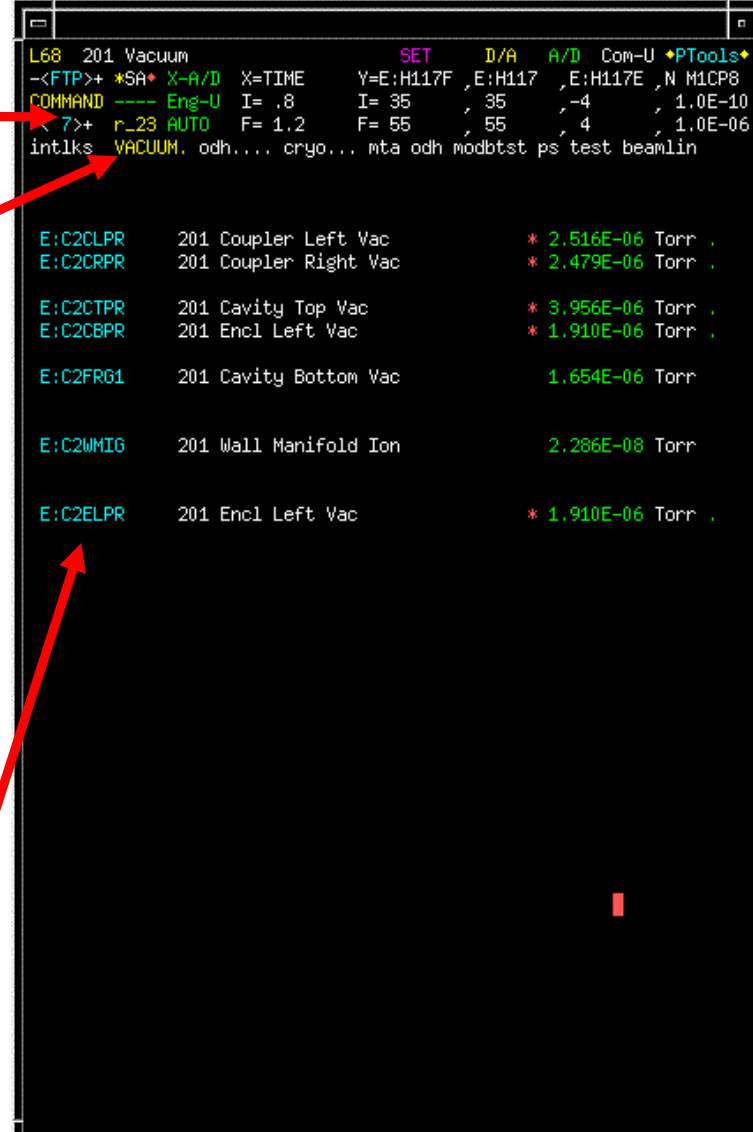 L68 201 Vacuum SET D/A A/D Com-U ◆PTools◆
-<FTP>+ *SA◆ X-A/D X=TIME Y=E:H117F ,E:H117 ,E:H117E ,N M1CP8
COMMAND ---- Eng-U I= .8 I= 35 , 35 ,-4 , 1.0E-10
-< 7>+ r_23 AUTO F= 1.2 F= 55 , 55 , 4 , 1.0E-06
intlks VACUUM. odh.... cryo... mta odh modbtst ps test beamlin
E:C2CLPR 201 Coupler Left Vac * 2.516E-06 Torr .
E:C2CRPR 201 Coupler Right Vac * 2.479E-06 Torr .
E:C2CTPR 201 Cavity Top Vac * 3.956E-06 Torr .
E:C2CBPR 201 Encl Left Vac * 1.910E-06 Torr .
E:C2FRG1 201 Cavity Bottom Vac 1.654E-06 Torr
E:C2WMIG 201 Wall Manifold Ion 2.286E-08 Torr
E:C2ELPR 201 Encl Left Vac * 1.910E-06 Torr .